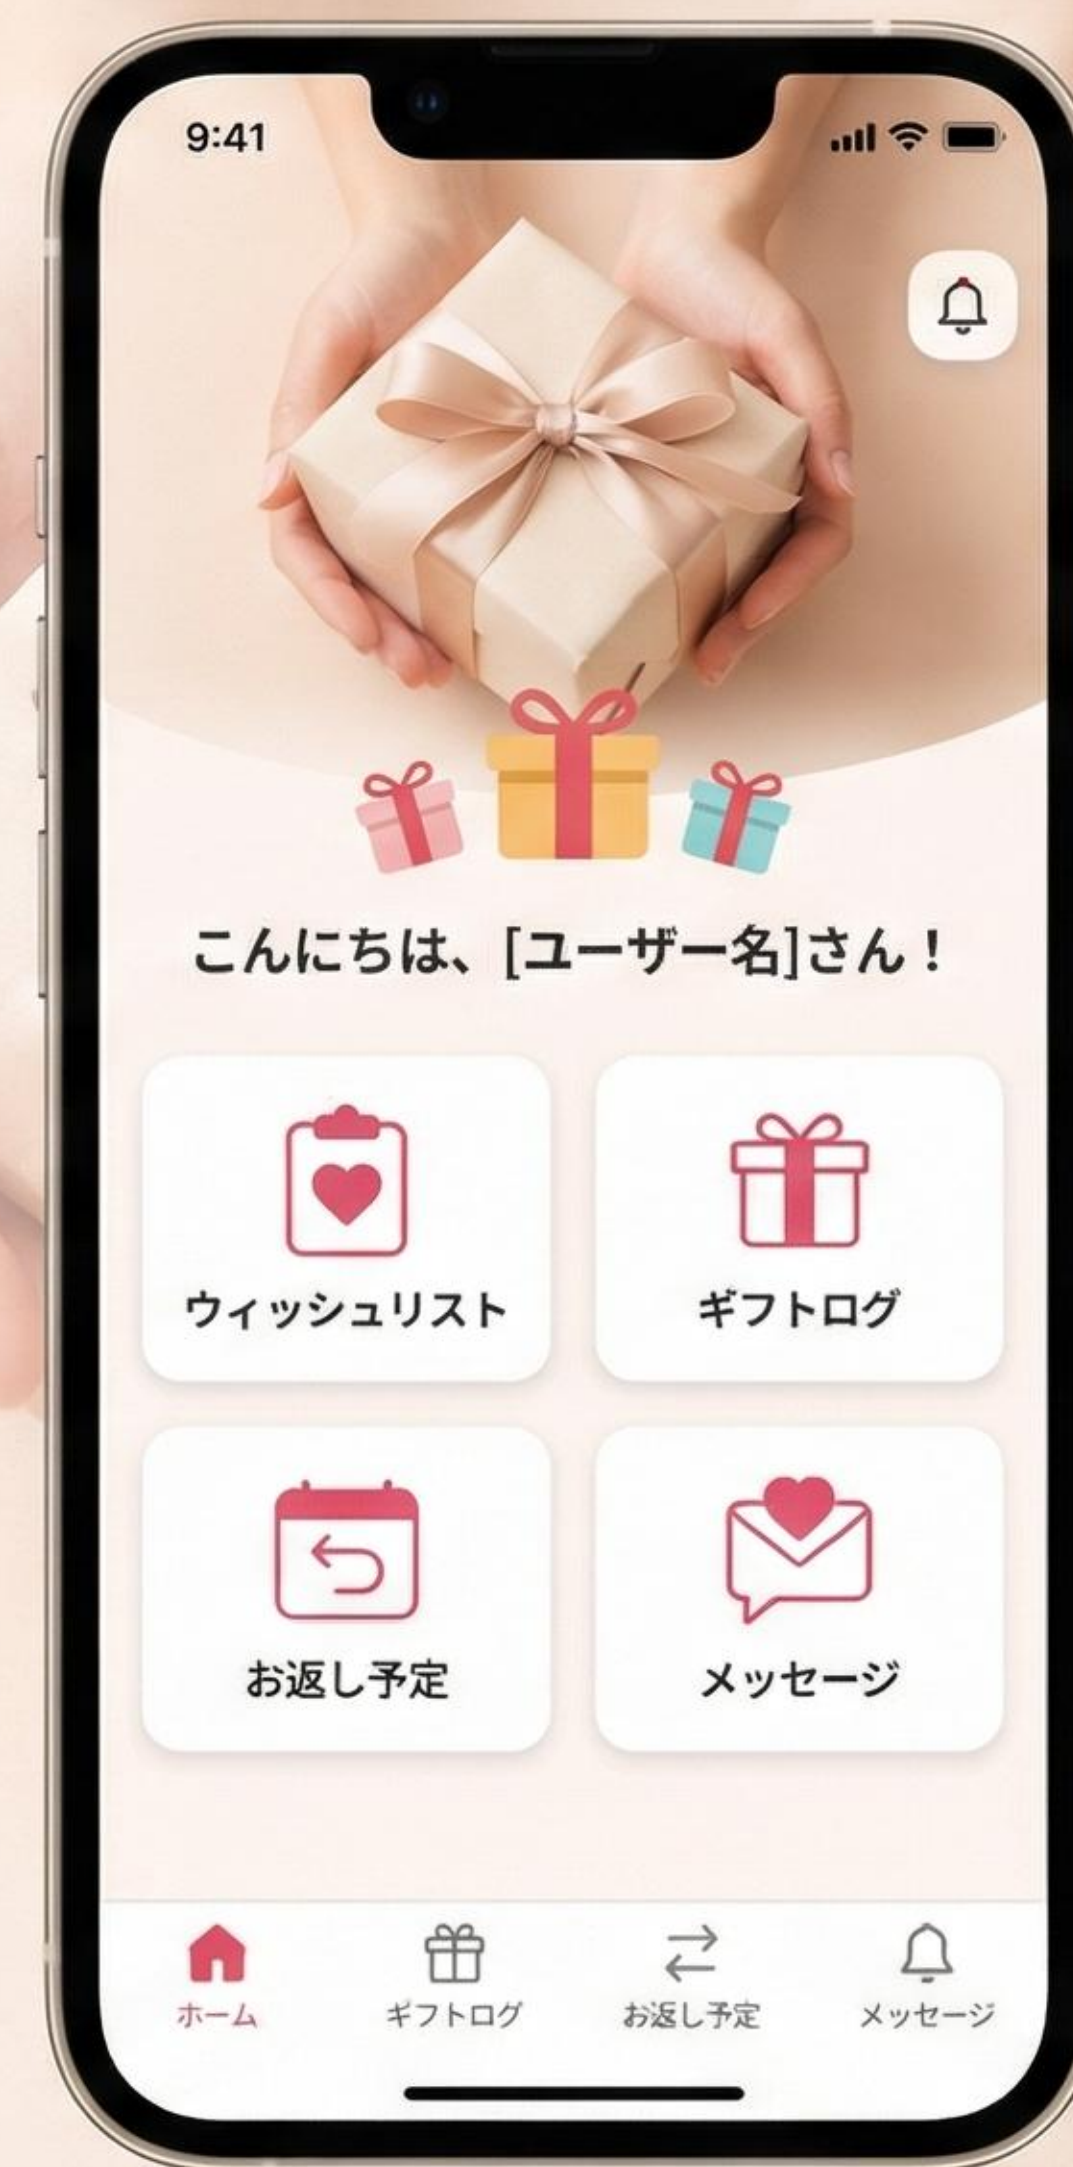 9:41
こんにちは、[ユーザー名]さん！
ウィッシュリスト
ギフトログ
お返し予定
メッセージ
ホーム
ギフトログ
お返し予定
メッセージ